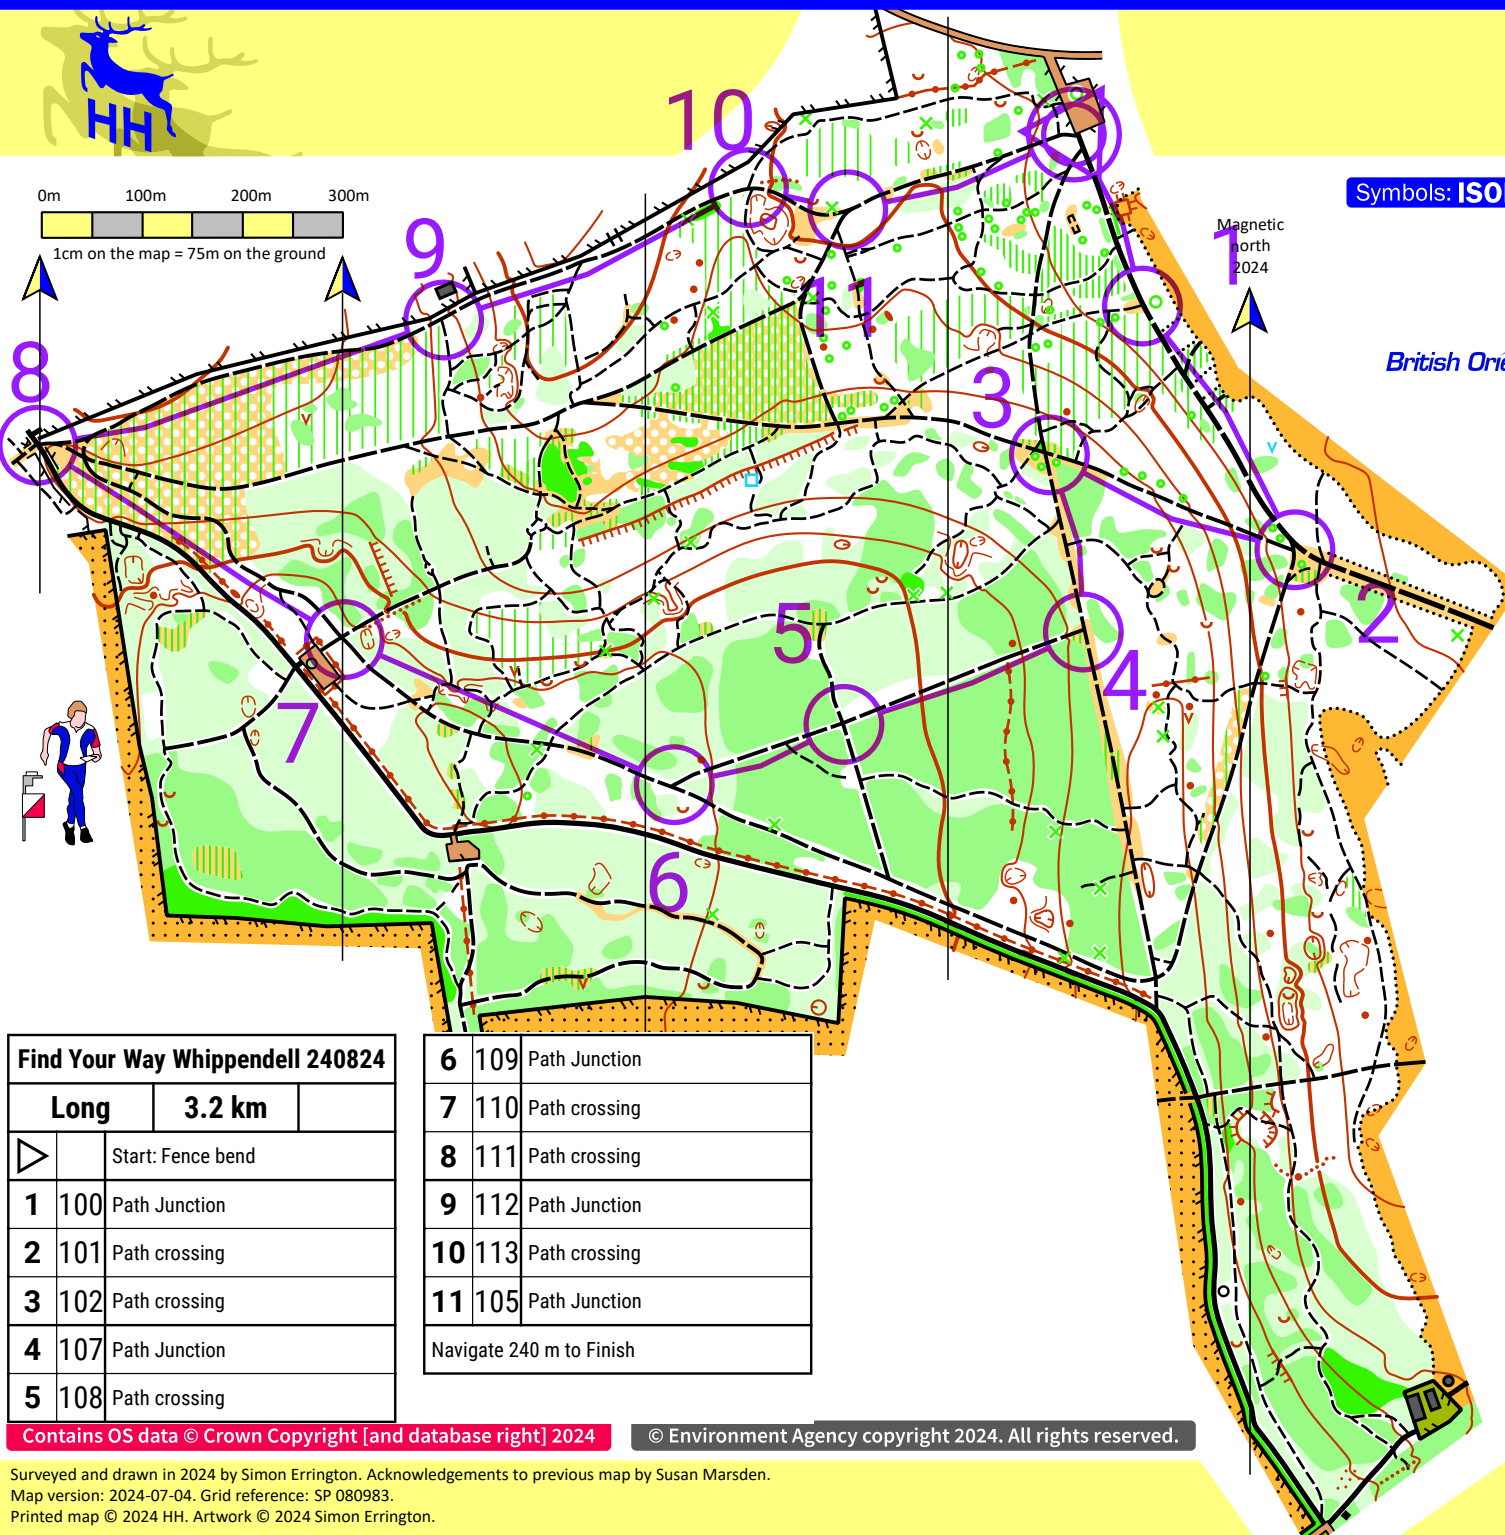 HH
10
0m 100m 200m 300m
1cm on the map = 75m on the ground
Symbols: ISO
Magnetic
north
2024
1
9
11
British Orie
8
3
5
2
4
7
6
Find Your Way Whippendell 240824
Long 3.2 km
Start: Fence bend
1 100 Path Junction
2 101 Path crossing
3 102 Path crossing
4 107 Path Junction
5 108 Path crossing
6 109 Path Junction
7 110 Path crossing
8 111 Path crossing
9 112 Path Junction
10 113 Path crossing
11 105 Path Junction
Navigate 240 m to Finish
Contains OS data © Crown Copyright [and database right] 2024
© Environment Agency copyright 2024. All rights reserved.
Surveyed and drawn in 2024 by Simon Errington. Acknowledgements to previous map by Susan Marsden.
Map version: 2024-07-04. Grid reference: SP 080983.
Printed map © 2024 HH. Artwork © 2024 Simon Errington.